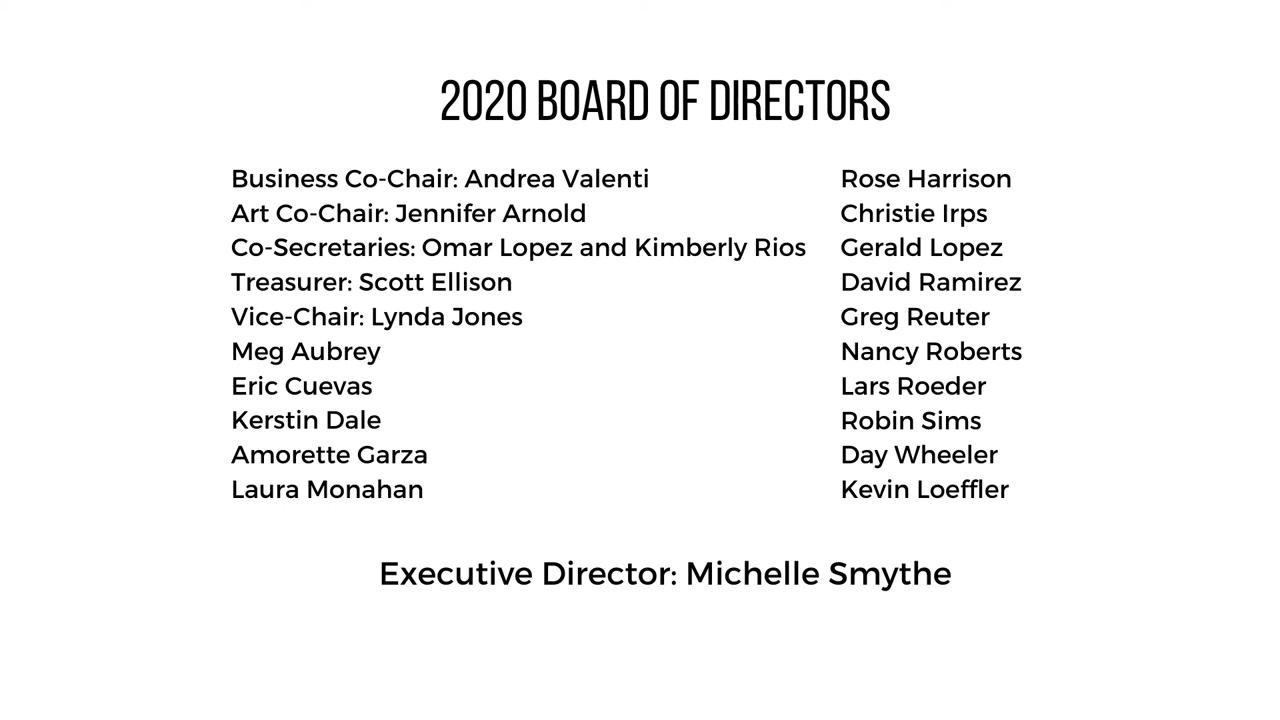 2020 BOARD OF DIRECTORS
Business Co-Chair: Andrea Valenti
Art Co-Chair: Jennifer Arnold
Co-Secretaries: Omar Lopez and Kimberly Rios
Treasurer: Scott Ellison
Vice-Chair: Lynda Jones
Meg Aubrey
Eric Cuevas
Kerstin Dale
Amorette Garza
Laura Monahan
Rose Harrison
Christie Irps
Gerald Lopez
David Ramirez
Greg Reuter
Nancy Roberts
Lars Roeder
Robin Sims
Day Wheeler
Kevin Loeffler
Executive Director: Michelle Smythe